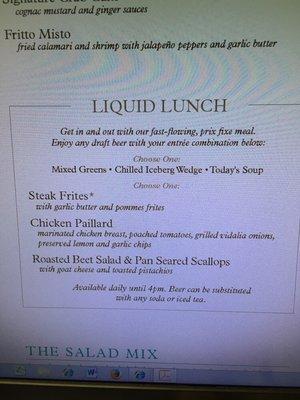 cognac mustard and ginger sauces
Fritto Misto
fried calamari and shrimp with jalapeño peppers and garlic butter
LIQUID LUNCH
Get in and out with our fast-flowing, prix fixe meal.
Enjoy any draft beer with your entrée combination below:
Choose One:
Mixed Greens • Chilled Iceberg Wedge • Today's Soup
Choose One:
Steak Frites*
with garlic butter and pommes frites
Chicken Paillard
marinated chicken breast, poached tomatoes, grilled vidalia onions,
preserved lemon and garlic chips
Roasted Beet Salad & Pan Seared Scallops
with goat cheese and toasted pistachios
Available daily until 4pm. Beer can be substituted
with any soda or iced tea.
THE SALAD MIX